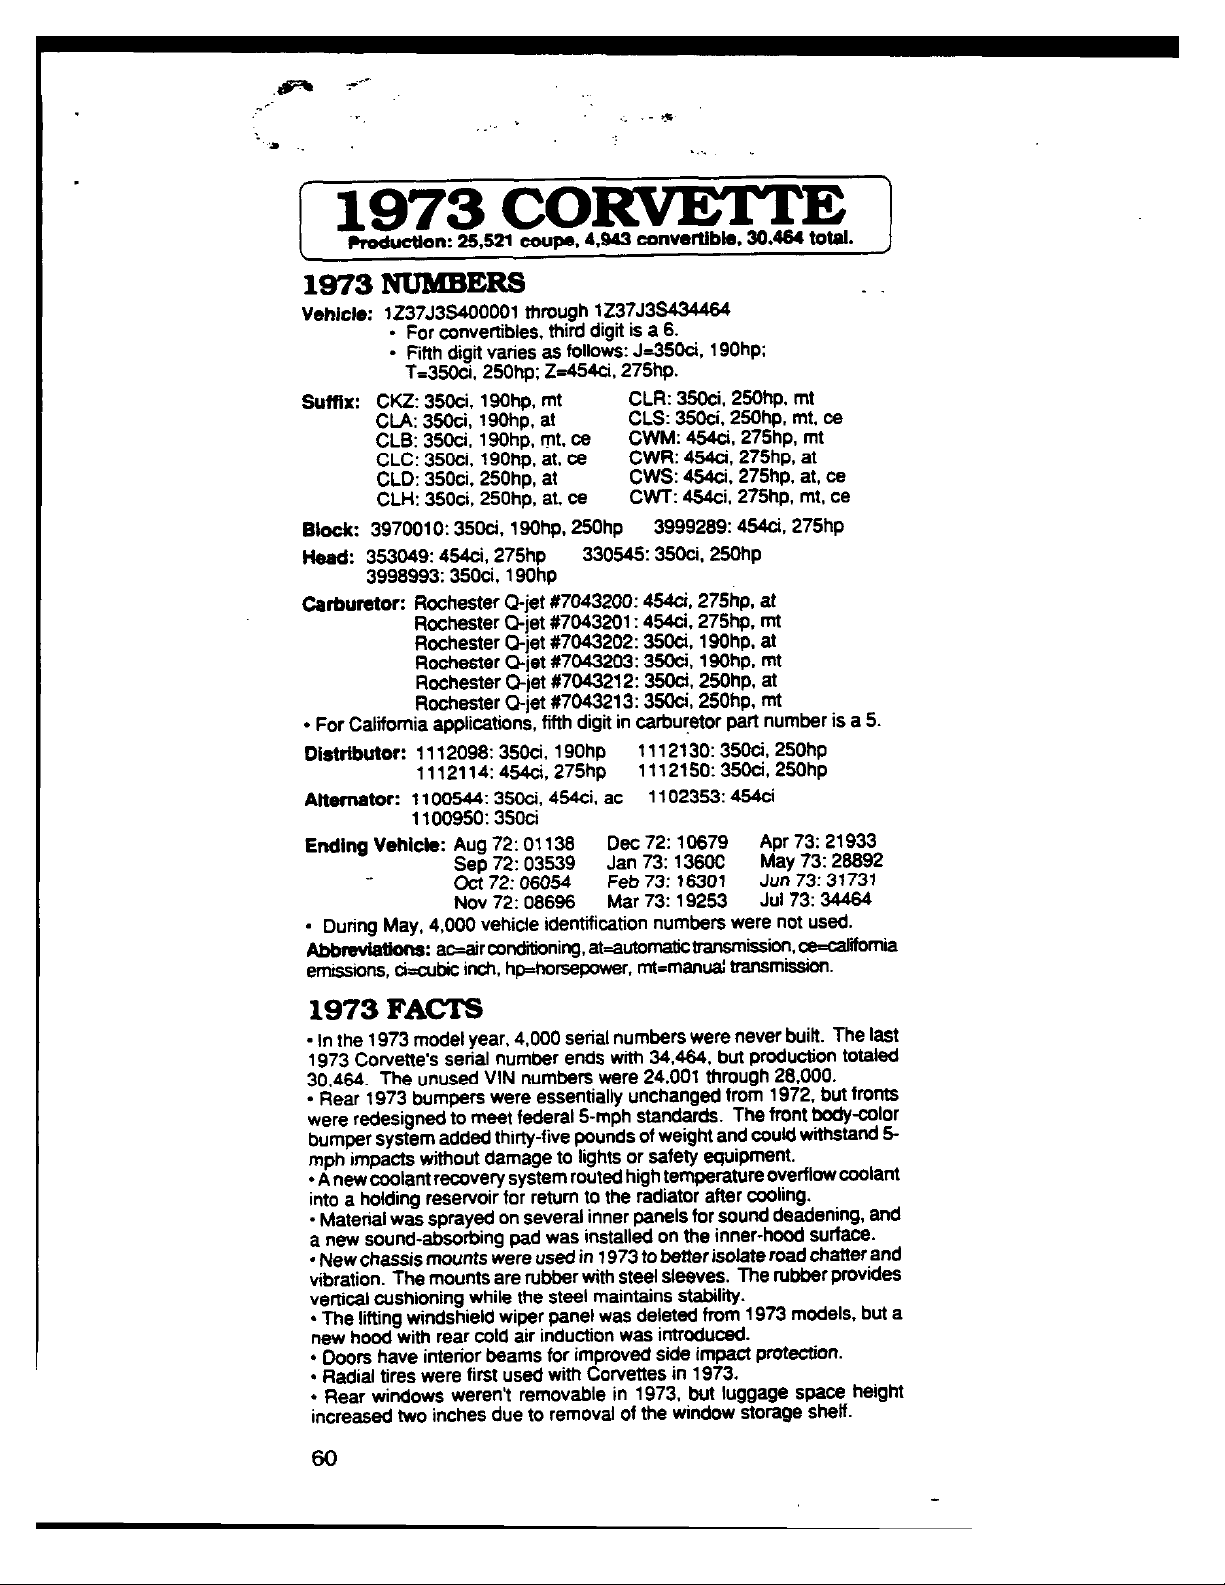 1973 CORVETTE
Production: 25,521 coupe, 4,943 convertible, 30,464 total.
1973 NUMBERS
Vehicle: 1Z37J3S400001 through 1Z37J3S434464
• For convertibles, third digit is a 6.
• Fifth digit varies as follows: J=350ci, 190hp;
T=350ci, 250hp; Z=454ci, 275hp.
Suffix: CKZ: 350ci, 190hp, mt CLR: 350ci, 250hp, mt
CLA: 350ci, 190hp, at CLS: 350ci, 250hp, mt, ce
CLB: 350ci, 190hp, mt, ce CWM: 454ci, 275hp, mt
CLC: 350ci, 190hp, at, ce CWR: 454ci, 275hp, at
CLD: 350ci, 250hp, at CWS: 454ci, 275hp, at, ce
CLH: 350ci, 250hp, at, ce CWT: 454ci, 275hp, mt, ce
Block: 3970010: 350ci, 190hp, 250hp 3999289: 454ci, 275hp
Head: 353049: 454ci, 275hp 330545: 350ci, 250hp
3998993: 350ci, 190hp
Carburetor: Rochester Q-jet #7043200: 454ci, 275hp, at
Rochester Q-jet #7043201: 454ci, 275hp, mt
Rochester Q-jet #7043202: 350ci, 190hp, at
Rochester Q-jet #7043203: 350ci, 190hp, mt
Rochester Q-jet #7043212: 350ci, 250hp, at
Rochester Q-jet #7043213: 350ci, 250hp, mt
• For California applications, fifth digit in carburetor part number is a 5.
Distributor: 1112098: 350ci, 190hp 1112130: 350ci, 250hp
1112114: 454ci, 275hp 1112150: 350ci, 250hp
Alternator: 1100544: 350ci, 454ci, ac 1102353: 454ci
1100950: 350ci
Ending Vehicle: Aug 72: 01138 Dec 72: 10679 Apr 73: 21933
Sep 72: 03539 Jan 73: 13600 May 73: 28892
Oct 72: 06054 Feb 73: 16301 Jun 73: 31731
Nov 72: 08696 Mar 73: 19253 Jul 73: 34464
• During May, 4,000 vehicle identification numbers were not used.
Abbreviations: ac=air conditioning, at=automatic transmission, ce=california
emissions, ci=cubic inch, hp=horsepower, mt=manual transmission.
1973 FACTS
• In the 1973 model year, 4,000 serial numbers were never built. The last
1973 Corvette's serial number ends with 34,464, but production totaled
30,464. The unused VIN numbers were 24,001 through 28,000.
• Rear 1973 bumpers were essentially unchanged from 1972, but fronts
were redesigned to meet federal 5-mph standards. The front body-color
bumper system added thirty-five pounds of weight and could withstand 5-
mph impacts without damage to lights or safety equipment.
• A new coolant recovery system routed high temperature overflow coolant
into a holding reservoir for return to the radiator after cooling.
• Material was sprayed on several inner panels for sound deadening, and
a new sound-absorbing pad was installed on the inner-hood surface.
• New chassis mounts were used in 1973 to better isolate road chatter and
vibration. The mounts are rubber with steel sleeves. The rubber provides
vertical cushioning while the steel maintains stability.
• The lifting windshield wiper panel was deleted from 1973 models, but a
new hood with rear cold air induction was introduced.
• Doors have interior beams for improved side impact protection.
• Radial tires were first used with Corvettes in 1973.
• Rear windows weren't removable in 1973, but luggage space height
increased two inches due to removal of the window storage shelf.
60